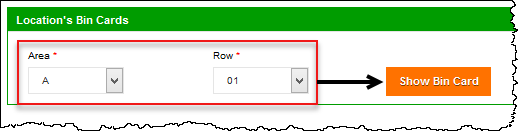 Location's Bin Cards
Area * Row *
A 01 Show Bin Card